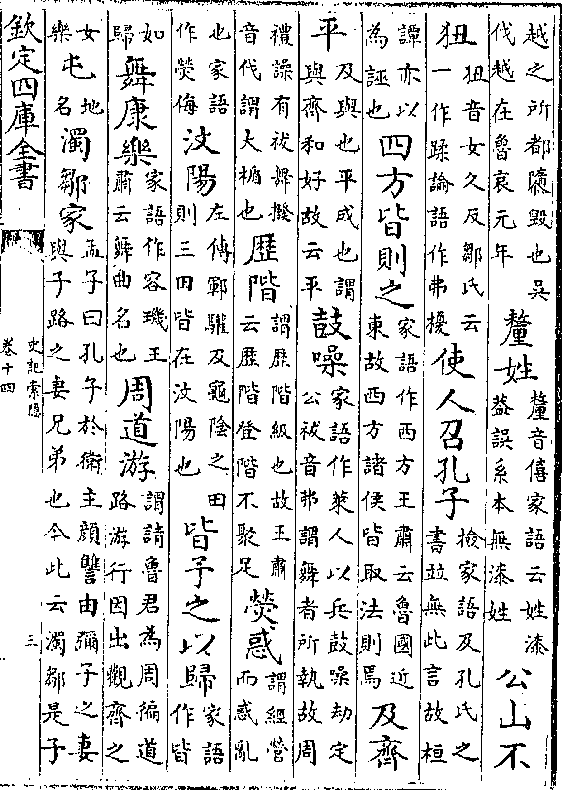 越之所都隳毀也吳伐越在魯哀元年釐姓釐音僖家語云姓漆葢誤系本無漆姓公山不
狃狃音女久反鄒氏云一作蹂論語作弗擾使人召孔子檢家語及孔氏之書並無此言故桓
譚亦以為誣也四方皆則之家語作西方王肅云魯國近東故西方諸侯皆取法則焉及齊
平及與也平成也謂與齊和好故云平鼓噪家語作萊人以兵鼓噪劫定公袚音弗謂舞者所執故周
禮譟有袚舞撥音代謂大楯也歷階謂歷階級也故王肅云歷階登階不聚足熒惑謂經營而惑亂
也家語作熒侮汶陽左傳鄆驩及龜陰之田則三田皆在汶陽也皆予之以歸家語作皆
如歸舞康樂家語作容璣王肅云舞曲名也周道游謂請魯君為周徧道路游行因出觀齊之
女樂屯地名濁鄒家孟子曰孔子於衛主顏讐由彌子之妻與子路之妻兄弟也今此云濁鄒是子
欽定四庫全書
史記索隱
卷十四
三